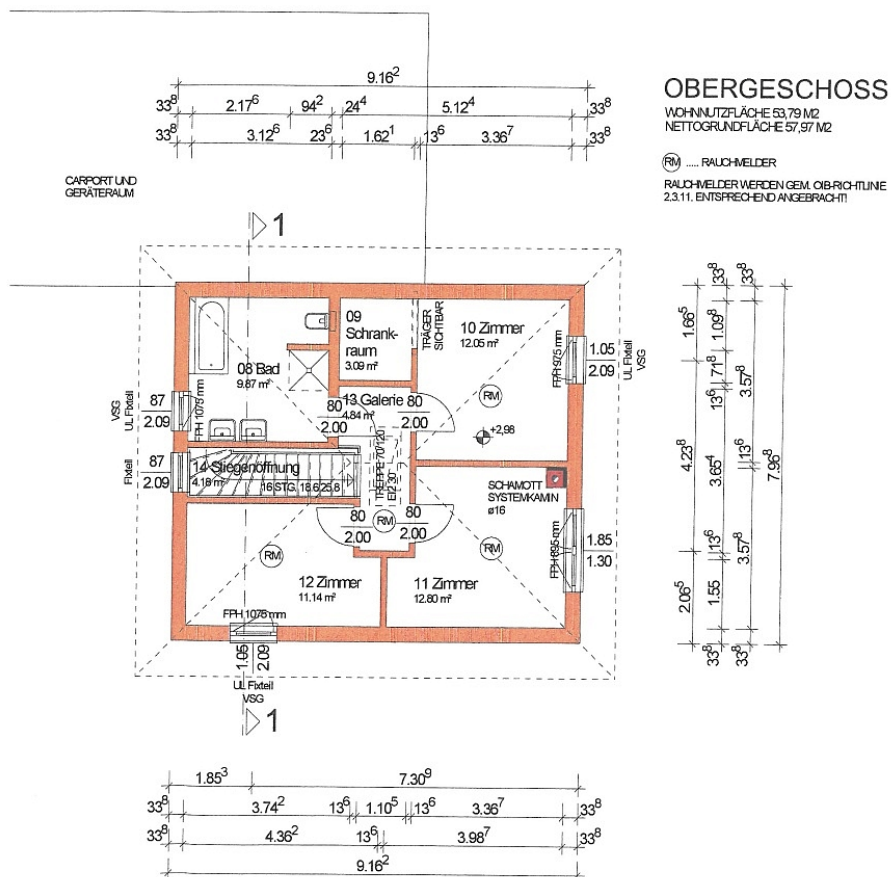 9.16²
33⁸ 2.17⁶ 94² 24⁴ 5.12⁴ 33⁸
33⁸ 3.12⁶ 23⁶ 1.62¹ 13⁶ 3.36⁷ 33⁸
OBERGESCHOSS
WOHNNUTZFLÄCHE 53,79 M2
NETTOGRUNDFLÄCHE 57,97 M2
RM ..... RAUCHMELDER
RAUCHMELDER WERDEN GEM. OIB-RICHTLINIE
2.3.11. ENTSPRECHEND ANGEBRACHT!
CARPORT UND
GERÄTERAUM
1
09
Schrank-
raum
3.09 m²
TRÄGER
SICHTBAR
10 Zimmer
12.05 m²
RM
+2,98
FPH 975 mm
1.05
2.09
UL Fixteil
VSG
08 Bad
9.87 m²
FPH 1075 mm
87
2.09
VSG
UL Fixteil
13 Galerie
4.84 m²
80
2.00
80
2.00
TREPPE 70/120
EI2 30
14 Stiegenöffnung
4.18 m²
16 STG. 18.6/25.8
87
2.09
Fixteil
SCHAMOTT
SYSTEMKAMIN
ø16
80
2.00
RM
80
2.00
RM
RM
FPH 895 mm
1.85
1.30
12 Zimmer
11,14 m²
11 Zimmer
12.80 m²
FPH 1076 mm
1.05
2.09
UL Fixteil
VSG
1
1.66⁵ 4.23⁸ 2.06⁵
33⁸ 1.09⁸ 71⁸ 13⁶ 3.65⁴ 13⁶ 1.55 33⁸
33⁸ 3.57⁸ 13⁶ 3.57⁸ 33⁸
7.96⁸
1.85³ 7.30⁹
33⁸ 3.74² 13⁶ 1.10⁵ 13⁶ 3.36⁷ 33⁸
33⁸ 4.36² 13⁶ 3.98⁷ 33⁸
9.16²